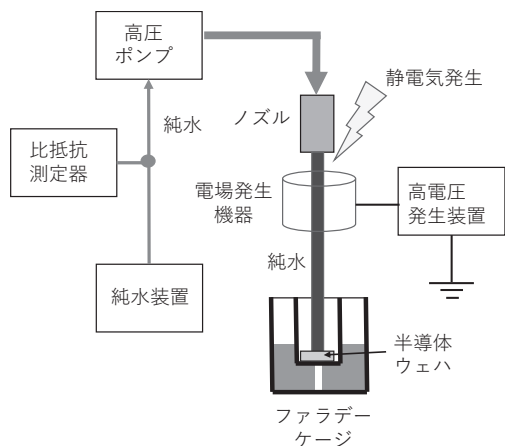 高圧
ポンプ
静電気発生
ノズル
純水
比抵抗
測定器
電場発生
機器
高電圧
発生装置
純水
純水装置
半導体
ウェハ
ファラデー
ケージ